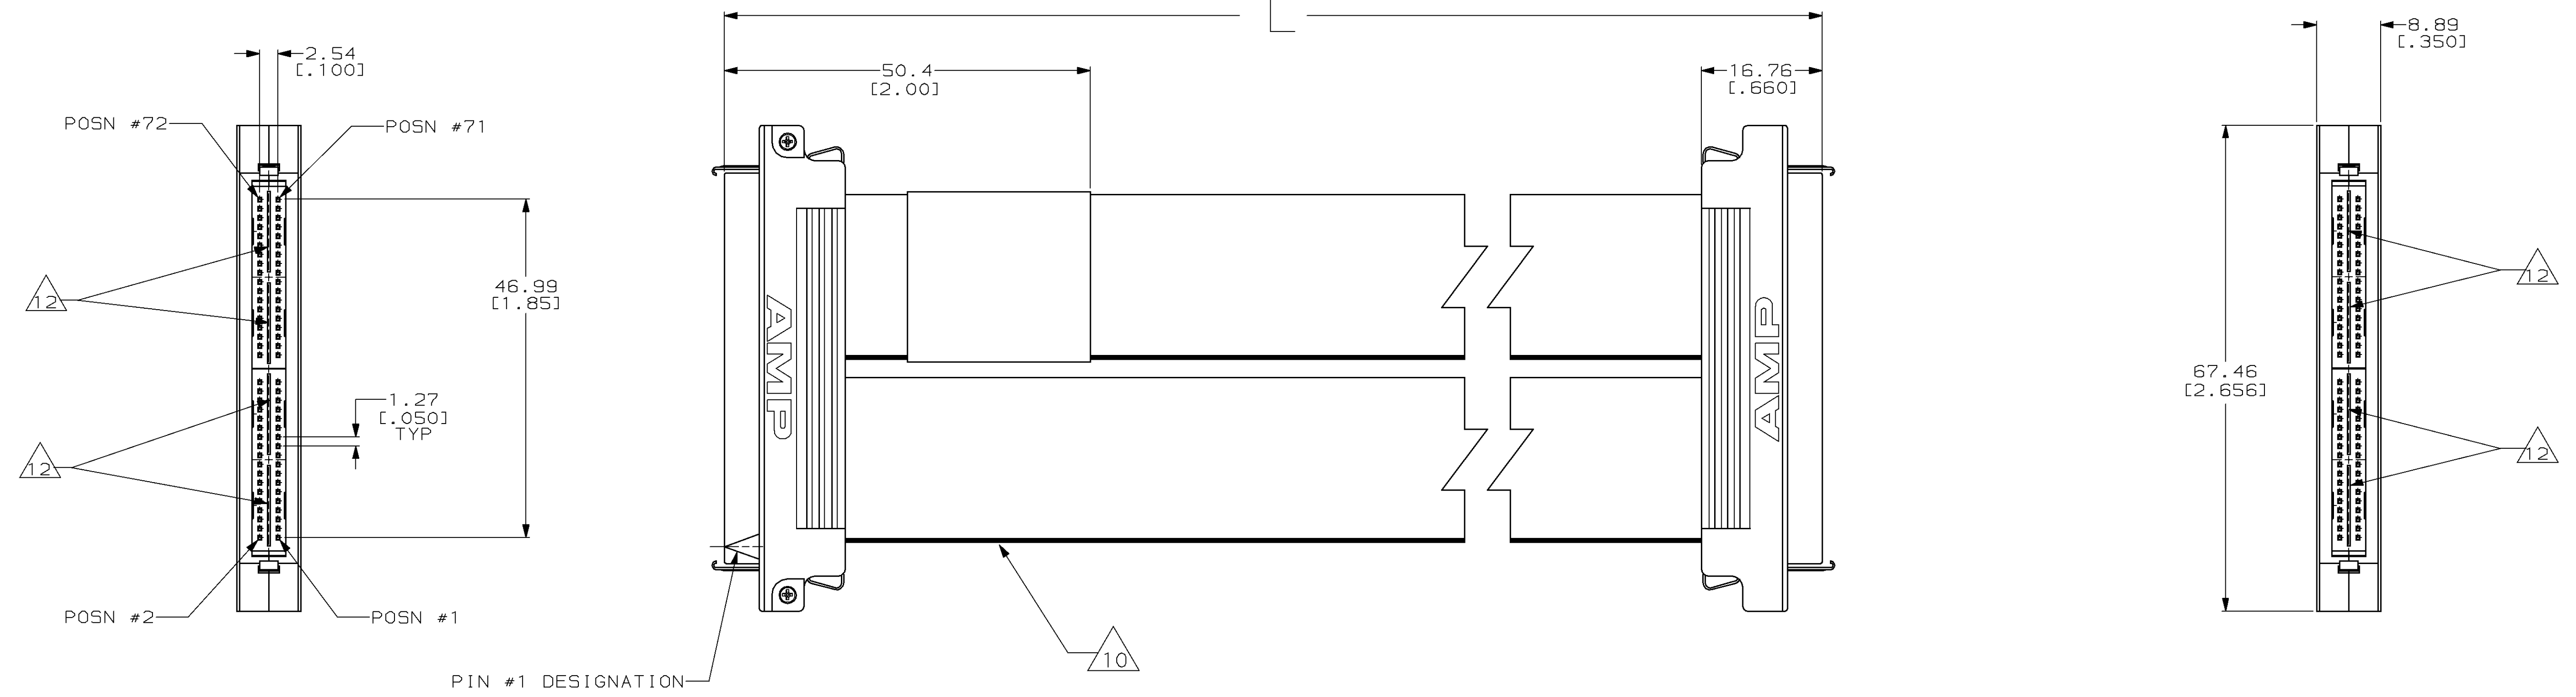 L
2.54
[.100]
50.4
[2.00]
16.76
[.660]
8.89
[.350]
POSN #72
POSN #71
12
46.99
[1.85]
AMP
AMP
12
67.46
[2.656]
1.27
[.050]
TYP
12
12
POSN #2
POSN #1
10
PIN #1 DESIGNATION